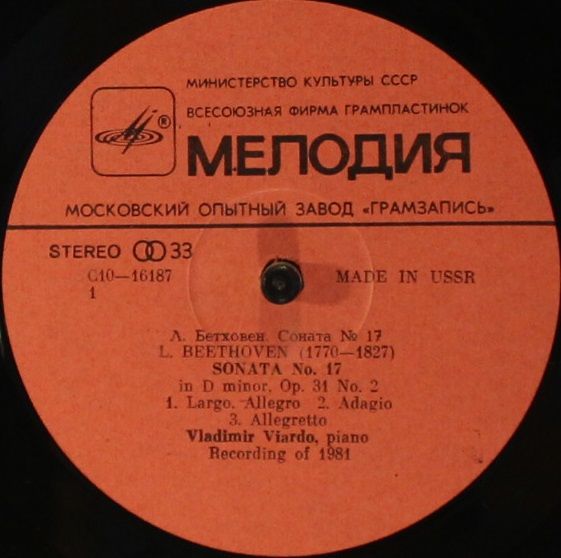 МИНИСТЕРСТВО КУЛЬТУРЫ СССР
ВСЕСОЮЗНАЯ ФИРМА ГРАМПЛАСТИНОК
®
МЕЛОДИЯ
МОСКОВСКИЙ ОПЫТНЫЙ ЗАВОД «ГРАМЗАПИСЬ»
STEREO 33
С10—16187
MADE IN USSR
1
Л. Бетховен. Соната № 17
L. BEETHOVEN (1770—1827)
SONATA No. 17
in D minor, Op. 31 No. 2
1. Largo. Allegro 2. Adagio
3. Allegretto
Vladimir Viardo, piano
Recording of 1981